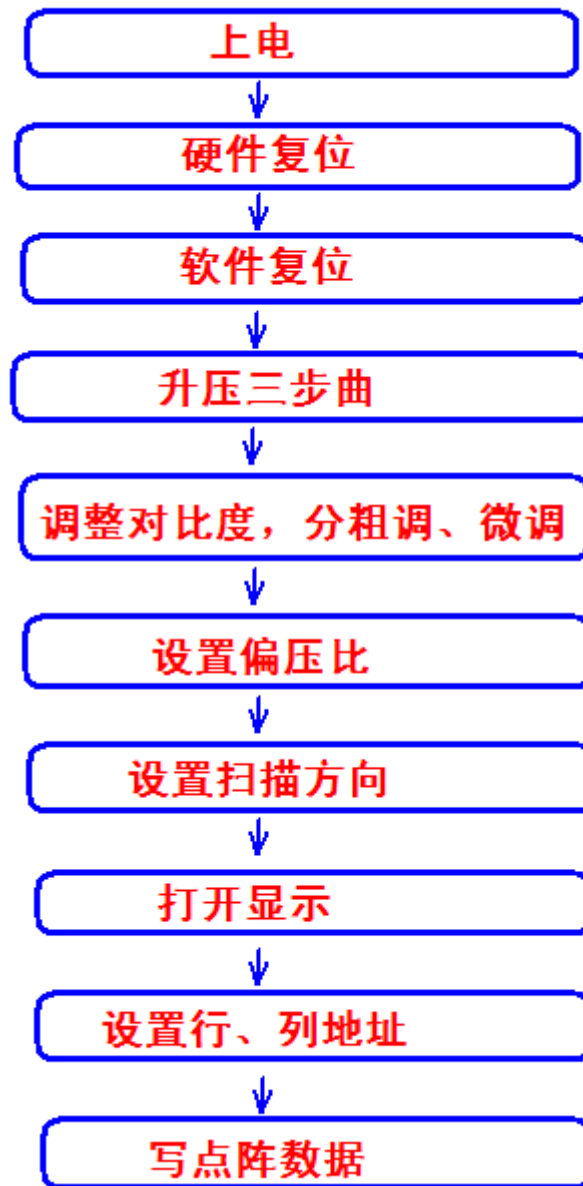 上电
硬件复位
软件复位
升压三步曲
调整对比度，分粗调、微调
设置偏压比
设置扫描方向
打开显示
设置行、列地址
写点阵数据